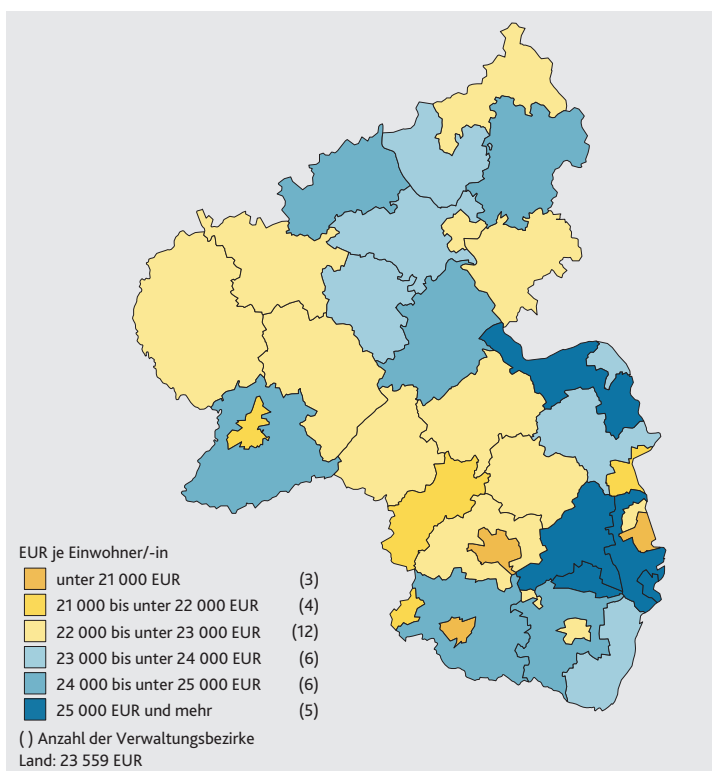 EUR je Einwohner/-in
unter 21 000 EUR (3)
21 000 bis unter 22 000 EUR (4)
22 000 bis unter 23 000 EUR (12)
23 000 bis unter 24 000 EUR (6)
24 000 bis unter 25 000 EUR (6)
25 000 EUR und mehr (5)
( ) Anzahl der Verwaltungsbezirke
Land: 23 559 EUR